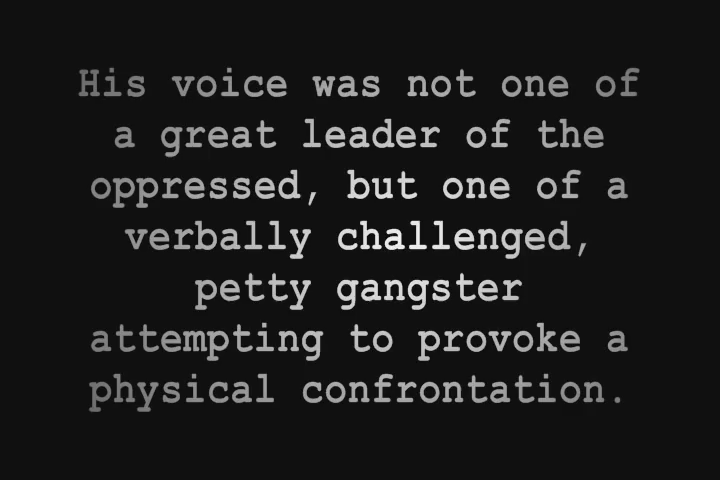 His voice was not one of
a great leader of the
oppressed, but one of a
verbally challenged,
petty gangster
attempting to provoke a
physical confrontation.